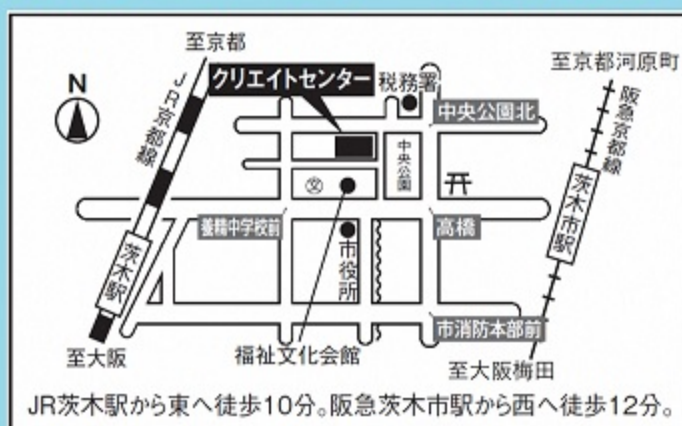 至京都
N
JR京都線
クリエイトセンター
税務署
至京都河原町
阪急京都線
中央公園北
中央公園
文
養精中学校前
高橋
茨木市駅
茨木駅
市役所
市消防本部前
至大阪
福祉文化会館
至大阪梅田
JR茨木駅から東へ徒歩10分。阪急茨木市駅から西へ徒歩12分。